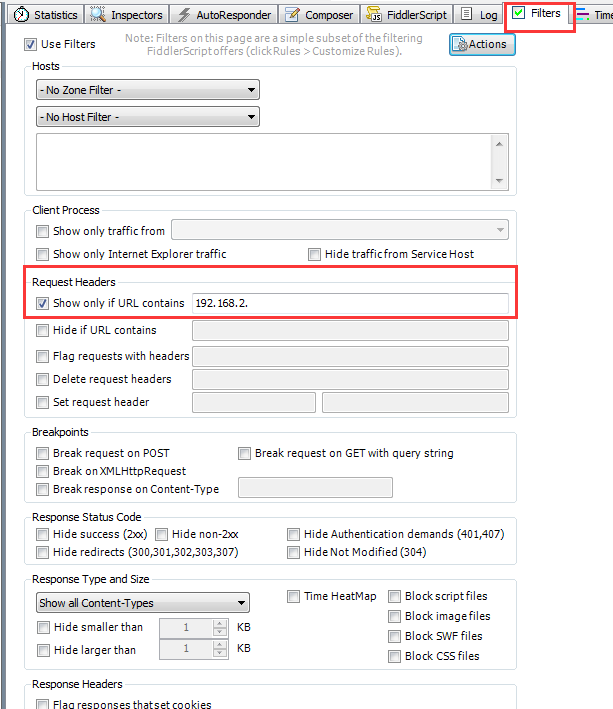 Statistics Inspectors AutoResponder Composer FiddlerScript Log Filters Time
Use Filters
Note: Filters on this page are a simple subset of the filtering
FiddlerScript offers (click Rules > Customize Rules).
Actions
Hosts
- No Zone Filter -
- No Host Filter -
Client Process
Show only traffic from
Show only Internet Explorer traffic Hide traffic from Service Host
Request Headers
Show only if URL contains 192.168.2.
Hide if URL contains
Flag requests with headers
Delete request headers
Set request header
Breakpoints
Break request on POST Break request on GET with query string
Break on XMLHttpRequest
Break response on Content-Type
Response Status Code
Hide success (2xx) Hide non-2xx Hide Authentication demands (401,407)
Hide redirects (300,301,302,303,307) Hide Not Modified (304)
Response Type and Size
Show all Content-Types Time HeatMap Block script files
Block image files
Hide smaller than 1 KB Block SWF files
Hide larger than 1 KB Block CSS files
Response Headers
Flag responses that set cookies